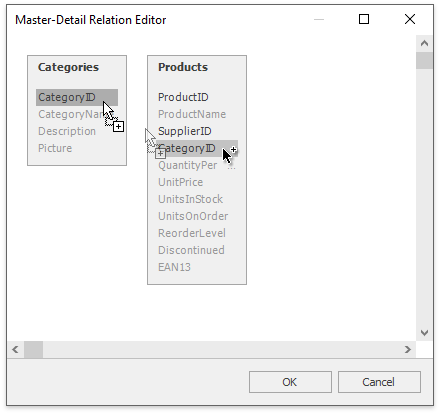 Master-Detail Relation Editor
Categories
CategoryID
CategoryName
Description
Picture
Products
ProductID
ProductName
SupplierID
CategoryID
QuantityPer ...
UnitPrice
UnitsInStock
UnitsOnOrder
ReorderLevel
Discontinued
EAN13
OK
Cancel